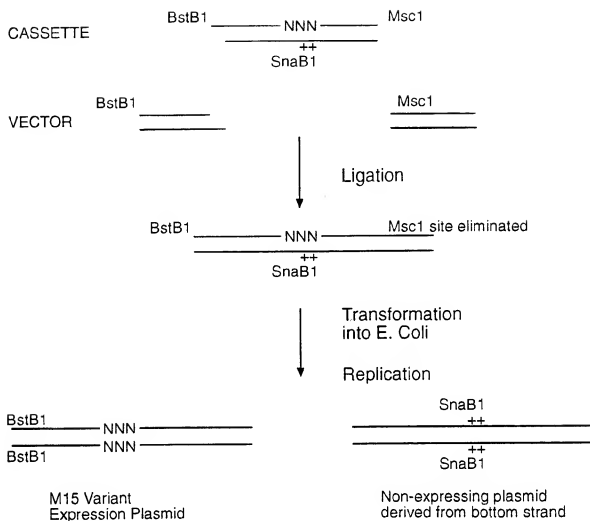 BstB1 NNN Msc1
CASSETTE
++
SnaB1
BstB1 Msc1
VECTOR
Ligation
BstB1 NNN Msc1 site eliminated
++
SnaB1
Transformation
into E. Coli
Replication
BstB1 NNN
BstB1 NNN
SnaB1
++
++
SnaB1
M15 Variant
Expression Plasmid
Non-expressing plasmid
derived from bottom strand